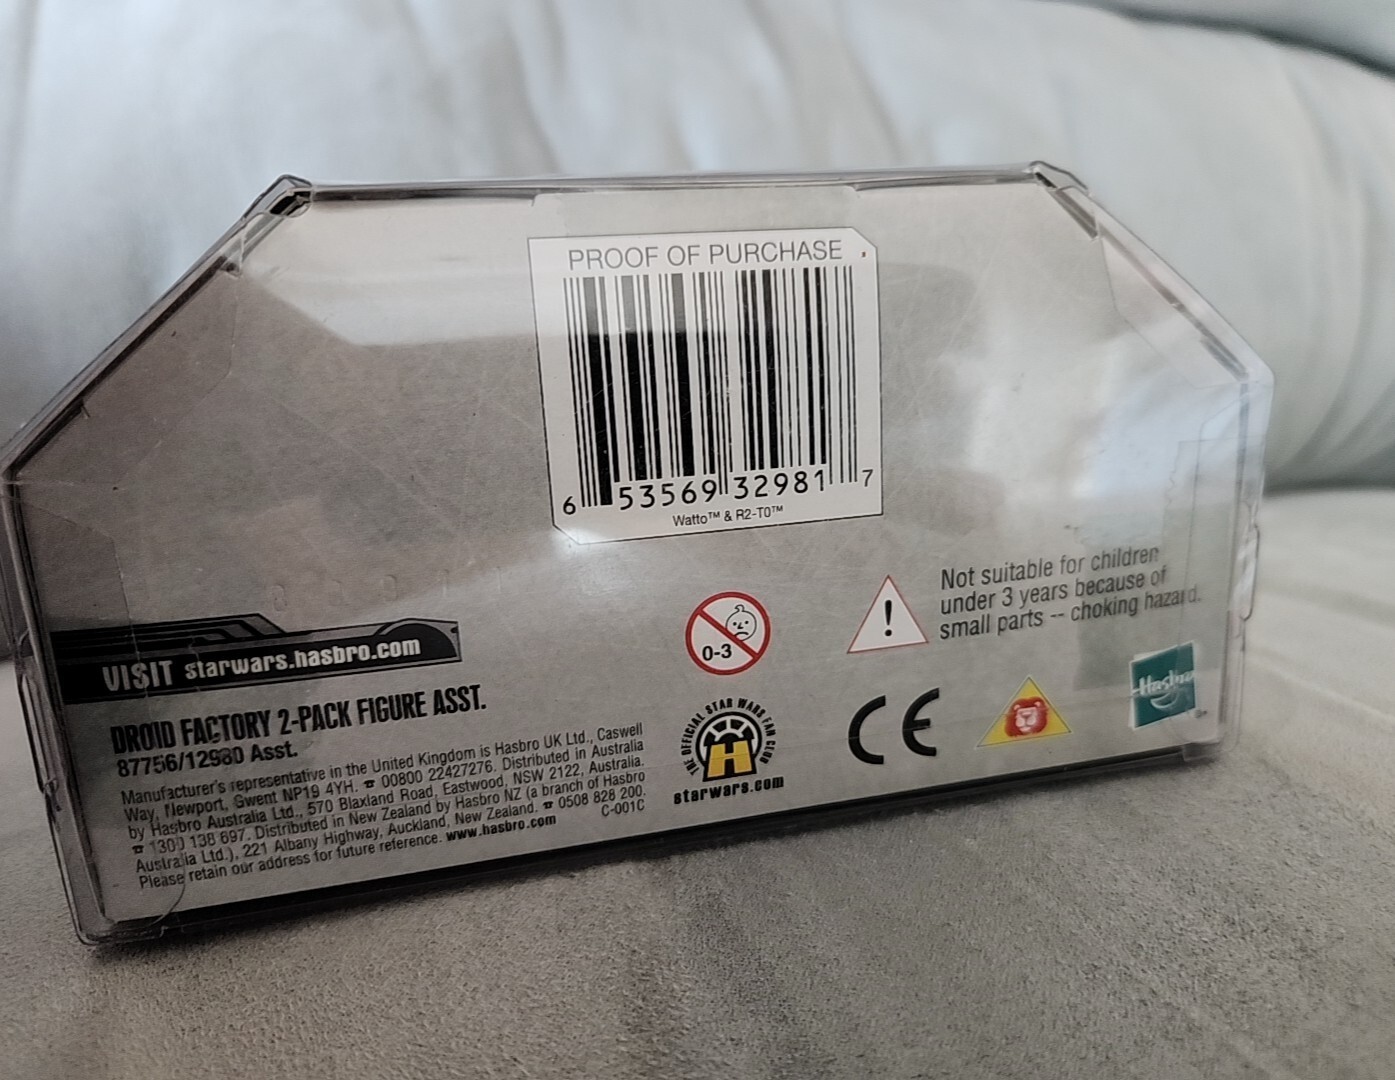 PROOF OF PURCHASE
6 53569 32981 7
Watto™ & R2-T0™
Not suitable for children
under 3 years because of
small parts -- choking hazard.
0-3
!
VISIT starwars.hasbro.com
DROID FACTORY 2-PACK FIGURE ASST.
87756/12980 Asst.
Manufacturer's representative in the United Kingdom is Hasbro UK Ltd., Caswell
Way, Newport, Gwent NP19 4YH. ☎ 00800 22427276. Distributed in Australia
by Hasbro Australia Ltd., 570 Blaxland Road, Eastwood, NSW 2122, Australia.
☎ 1300 138 697. Distributed in New Zealand by Hasbro NZ (a branch of Hasbro
Australia Ltd.), 221 Albany Highway, Auckland, New Zealand. ☎ 0508 828 200.
Please retain our address for future reference. www.hasbro.com C-001C
THE OFFICIAL STAR WARS FAN CLUB
H
starwars.com
CE
Hasbro